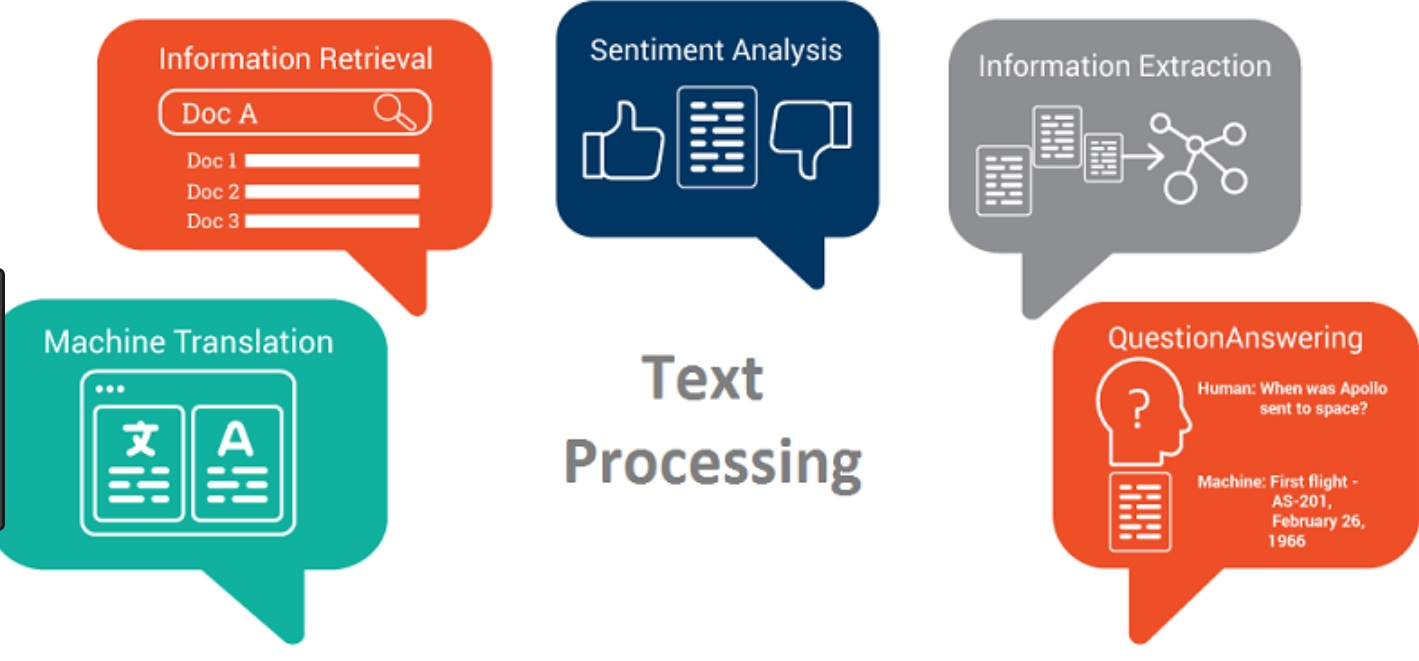 Information Retrieval
Doc A
Doc 1
Doc 2
Doc 3
Sentiment Analysis
Information Extraction
Machine Translation
文
A
Text
Processing
QuestionAnswering
?
Human: When was Apollo
sent to space?
Machine: First flight -
AS-201,
February 26,
1966